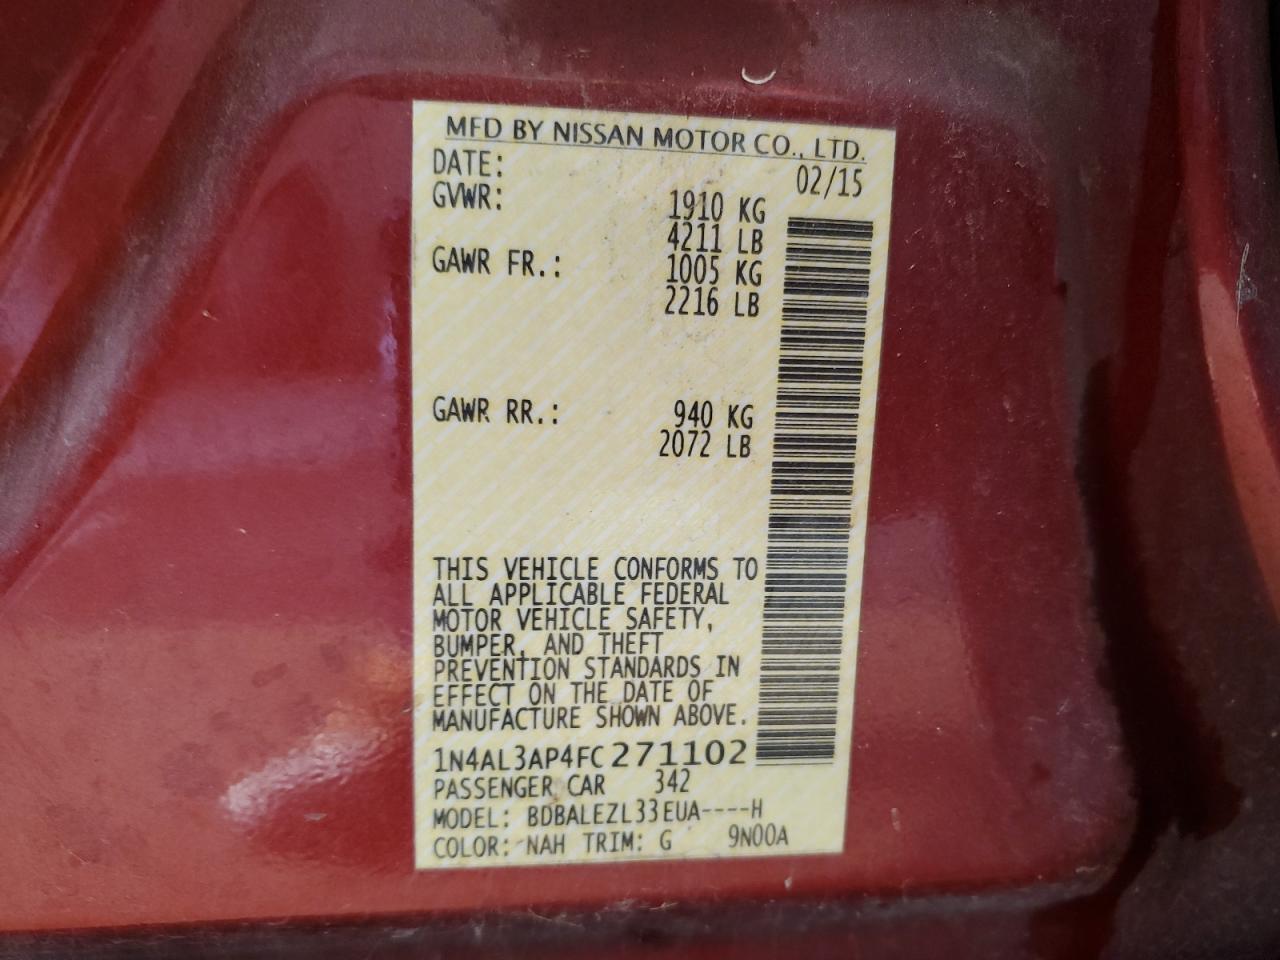 MFD BY NISSAN MOTOR CO., LTD.
DATE: 02/15
GVWR: 1910 KG
4211 LB
GAWR FR.: 1005 KG
2216 LB
GAWR RR.: 940 KG
2072 LB
THIS VEHICLE CONFORMS TO
ALL APPLICABLE FEDERAL
MOTOR VEHICLE SAFETY,
BUMPER, AND THEFT
PREVENTION STANDARDS IN
EFFECT ON THE DATE OF
MANUFACTURE SHOWN ABOVE.
1N4AL3AP4FC271102
PASSENGER CAR 342
MODEL: BDBALEZL33EUA----H
COLOR: NAH TRIM: G 9N00A